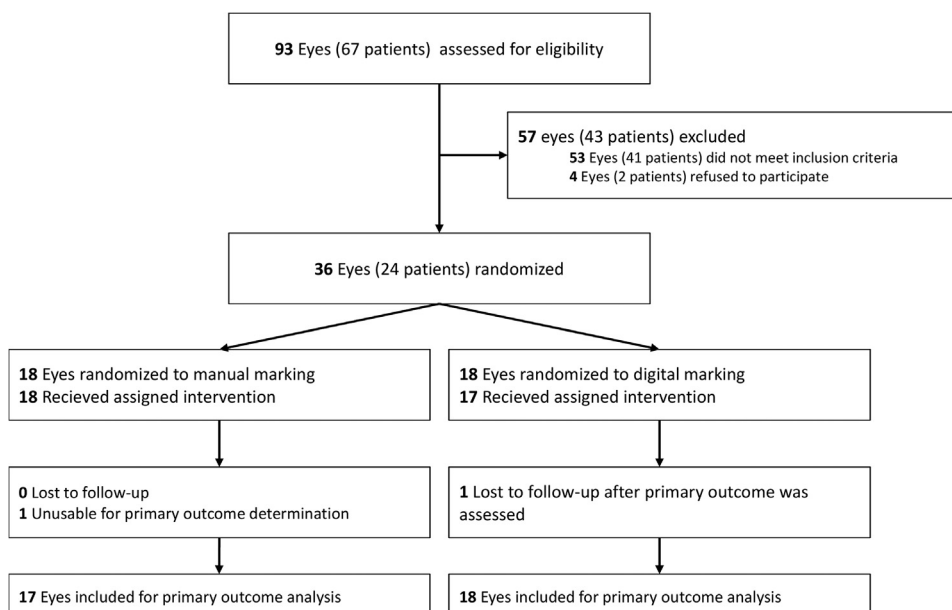 93 Eyes (67 patients) assessed for eligibility
57 eyes (43 patients) excluded
53 Eyes (41 patients) did not meet inclusion criteria
4 Eyes (2 patients) refused to participate
36 Eyes (24 patients) randomized
18 Eyes randomized to manual marking
18 Recieved assigned intervention
18 Eyes randomized to digital marking
17 Recieved assigned intervention
0 Lost to follow-up
1 Unusable for primary outcome determination
1 Lost to follow-up after primary outcome was
assessed
17 Eyes included for primary outcome analysis
18 Eyes included for primary outcome analysis